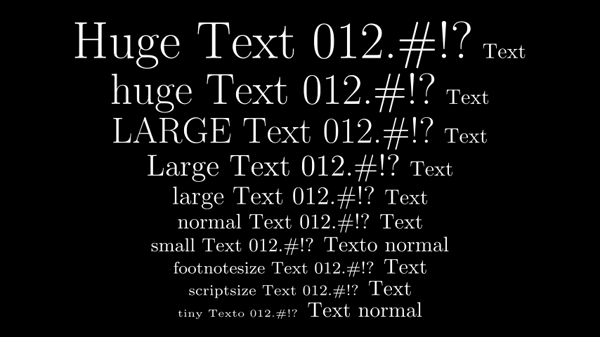 Huge Text 012.#!? Text
huge Text 012.#!? Text
LARGE Text 012.#!? Text
Large Text 012.#!? Text
large Text 012.#!? Text
normal Text 012.#!? Text
small Text 012.#!? Texto normal
footnotesize Text 012.#!? Text
scriptsize Text 012.#!? Text
tiny Texto 012.#!? Text normal